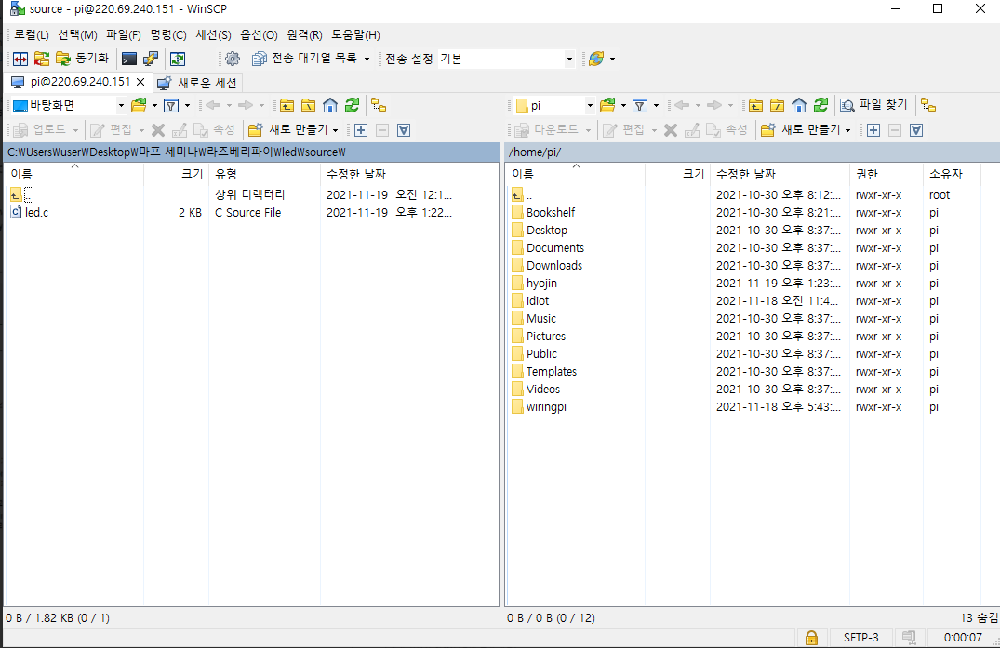 source - pi@220.69.240.151 - WinSCP
로컬(L) 선택(M) 파일(F) 명령(C) 세션(S) 옵션(O) 원격(R) 도움말(H)
동기화 전송 대기열 목록 전송 설정 기본
pi@220.69.240.151 새로운 세션
바탕화면
업로드 편집 속성 새로 만들기
C:\Users\user\Desktop\마프 세미나\라즈베리파이\led\source\
이름 크기 유형 수정한 날짜
.. 상위 디렉터리 2021-11-19 오전 12:1...
led.c 2 KB C Source File 2021-11-19 오후 1:22...
0 B / 1.82 KB (0 / 1)
pi 파일 찾기
다운로드 편집 속성 새로 만들기
/home/pi/
이름 크기 수정한 날짜 권한 소유자
.. 2021-10-30 오후 8:12:... rwxr-xr-x root
Bookshelf 2021-10-30 오후 8:21:... rwxr-xr-x pi
Desktop 2021-10-30 오후 8:37:... rwxr-xr-x pi
Documents 2021-10-30 오후 8:37:... rwxr-xr-x pi
Downloads 2021-10-30 오후 8:37:... rwxr-xr-x pi
hyojin 2021-11-19 오후 1:23:... rwxr-xr-x pi
idiot 2021-11-18 오전 11:4... rwxr-xr-x pi
Music 2021-10-30 오후 8:37:... rwxr-xr-x pi
Pictures 2021-10-30 오후 8:37:... rwxr-xr-x pi
Public 2021-10-30 오후 8:37:... rwxr-xr-x pi
Templates 2021-10-30 오후 8:37:... rwxr-xr-x pi
Videos 2021-10-30 오후 8:37:... rwxr-xr-x pi
wiringpi 2021-11-18 오후 5:43:... rwxr-xr-x pi
0 B / 0 B (0 / 12) 13 숨김
SFTP-3 0:00:07